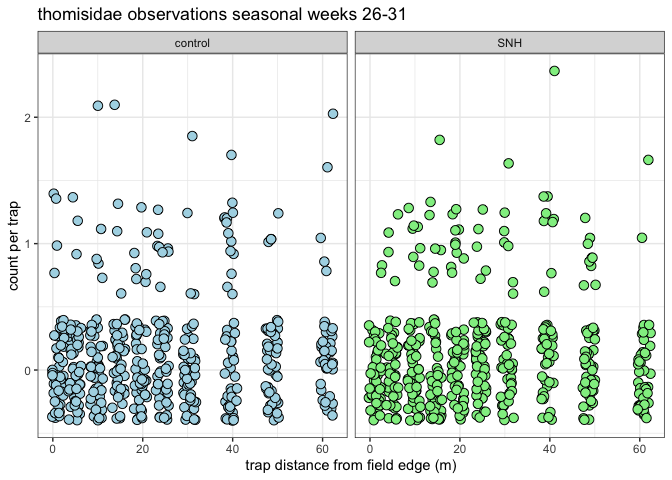 thomisidae observations seasonal weeks 26-31
control SNH
2
1
0
0 20 40 60 0 20 40 60
trap distance from field edge (m)
count per trap